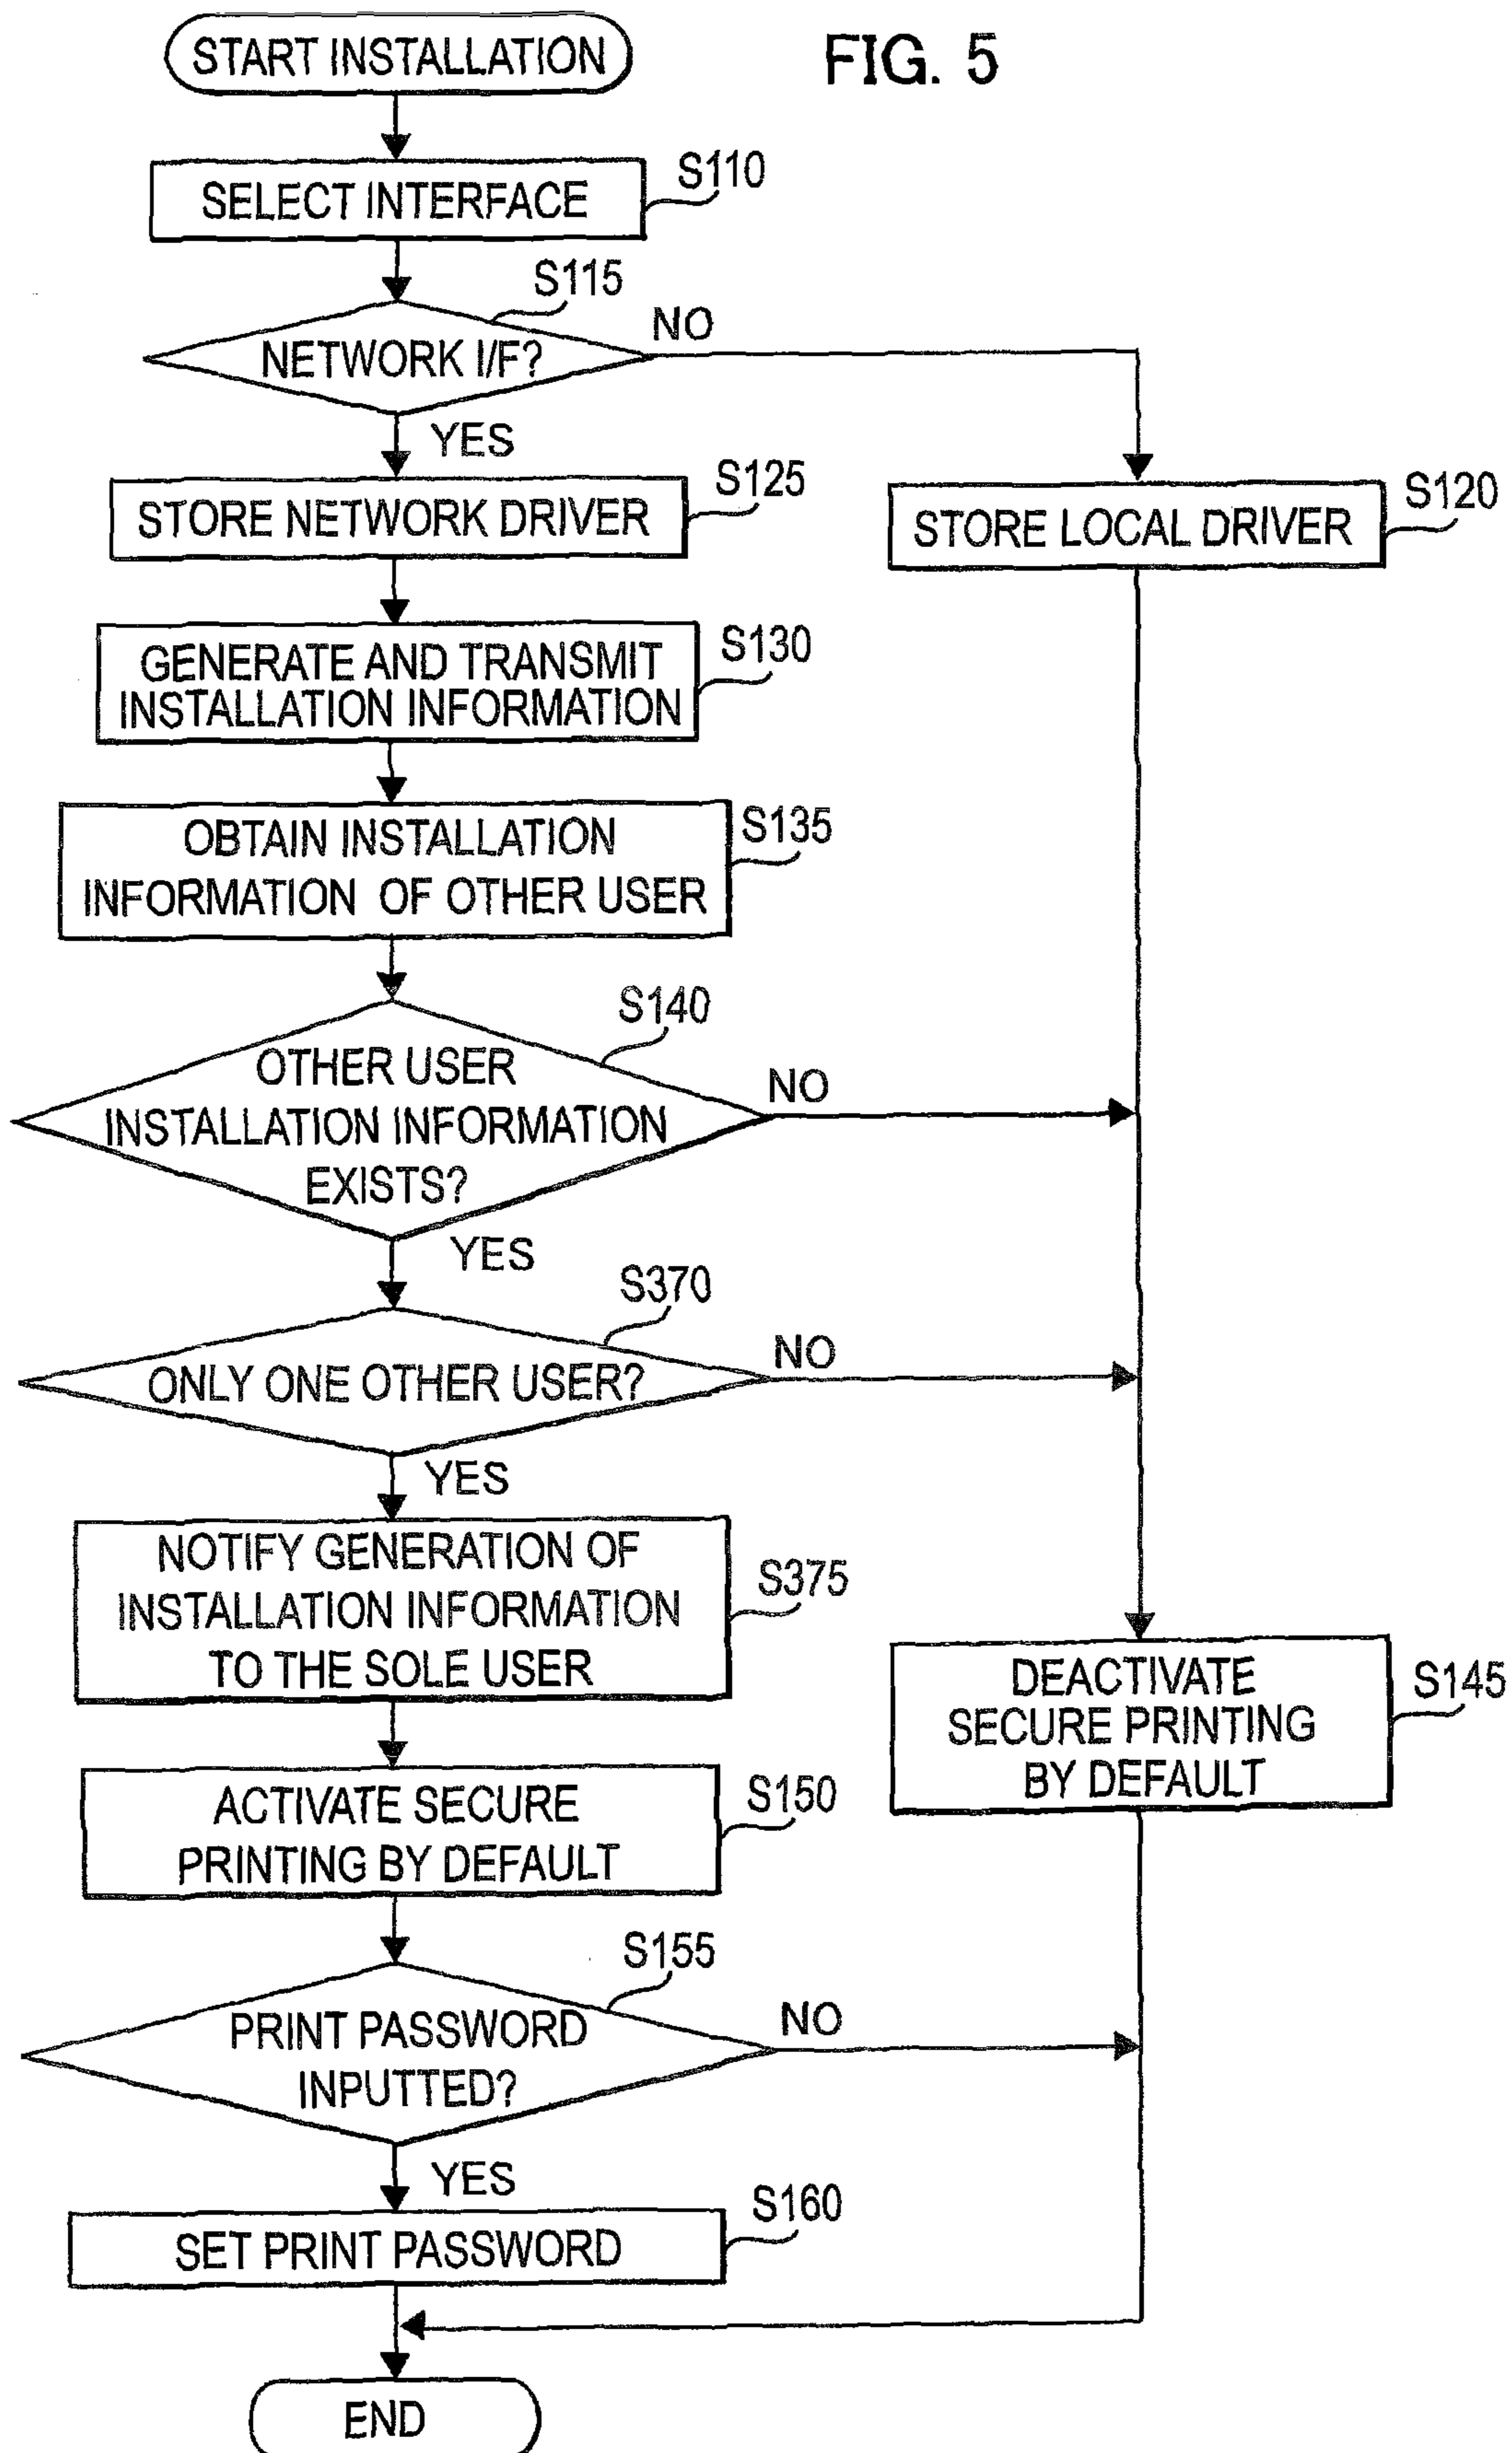 FIG. 5
START INSTALLATION
SELECT INTERFACE
S110
S115
NETWORK I/F?
NO
YES
STORE NETWORK DRIVER
S125
STORE LOCAL DRIVER
S120
GENERATE AND TRANSMIT
INSTALLATION INFORMATION
S130
OBTAIN INSTALLATION
INFORMATION OF OTHER USER
S135
S140
OTHER USER
INSTALLATION INFORMATION
EXISTS?
NO
YES
S370
ONLY ONE OTHER USER?
NO
YES
NOTIFY GENERATION OF
INSTALLATION INFORMATION
TO THE SOLE USER
S375
DEACTIVATE
SECURE PRINTING
BY DEFAULT
S145
ACTIVATE SECURE
PRINTING BY DEFAULT
S150
S155
PRINT PASSWORD
INPUTTED?
NO
YES
SET PRINT PASSWORD
S160
END